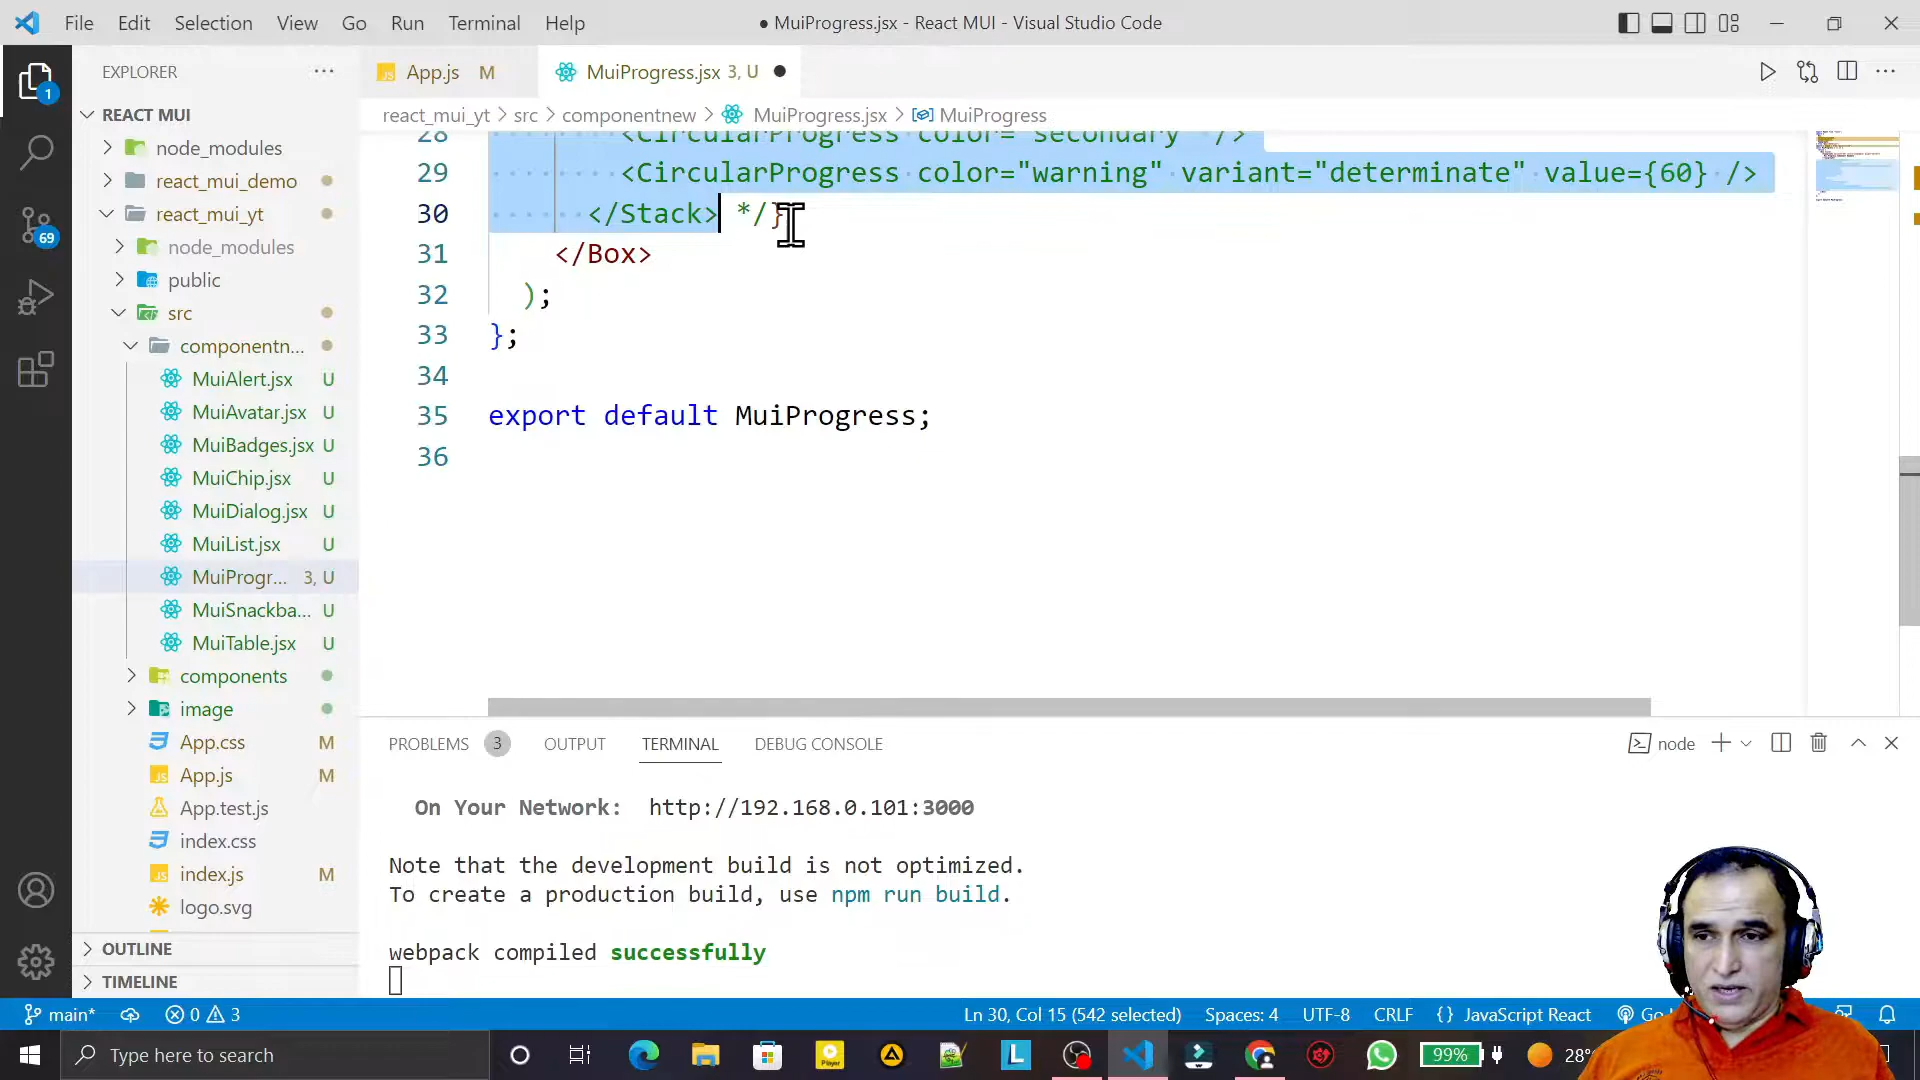 File Edit Selection View Go Run Terminal Help
● MuiProgress.jsx - React MUI - Visual Studio Code
EXPLORER
REACT MUI
node_modules
react_mui_demo
react_mui_yt
node_modules
public
src
componentn...
MuiAlert.jsx U
MuiAvatar.jsx U
MuiBadges.jsx U
MuiChip.jsx U
MuiDialog.jsx U
MuiList.jsx U
MuiProgr... 3, U
MuiSnackba... U
MuiTable.jsx U
components
image
App.css M
App.js M
App.test.js
index.css
index.js M
logo.svg
OUTLINE
TIMELINE
1
69
App.js M
MuiProgress.jsx 3, U
react_mui_yt > src > componentnew > MuiProgress.jsx > MuiProgress
28 <CircularProgress color="secondary" />
29 <CircularProgress color="warning" variant="determinate" value={60} />
30 </Stack> */}
31 </Box>
32 );
33 };
34
35 export default MuiProgress;
36
PROBLEMS 3 OUTPUT TERMINAL DEBUG CONSOLE
node
On Your Network: http://192.168.0.101:3000
Note that the development build is not optimized.
To create a production build, use npm run build.
webpack compiled successfully
main* 0 3
Ln 30, Col 15 (542 selected) Spaces: 4 UTF-8 CRLF {} JavaScript React
Type here to search
99%
28°